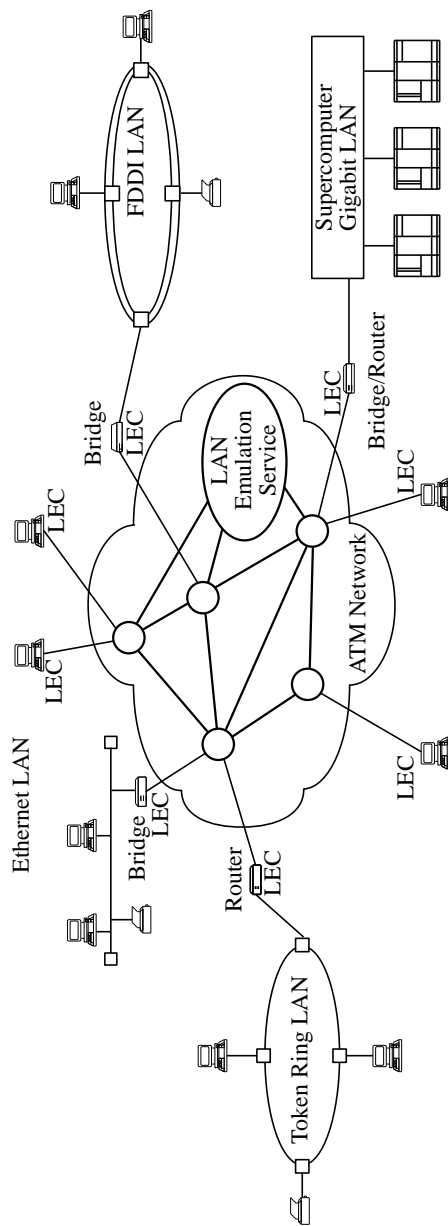 Ethernet LAN
LEC
LEC
Bridge
LEC
Bridge
LEC
FDDI LAN
LAN
Emulation
Service
Router
LEC
Token Ring LAN
Supercomputer
Gigabit LAN
LEC
Bridge/Router
ATM Network
LEC
LEC